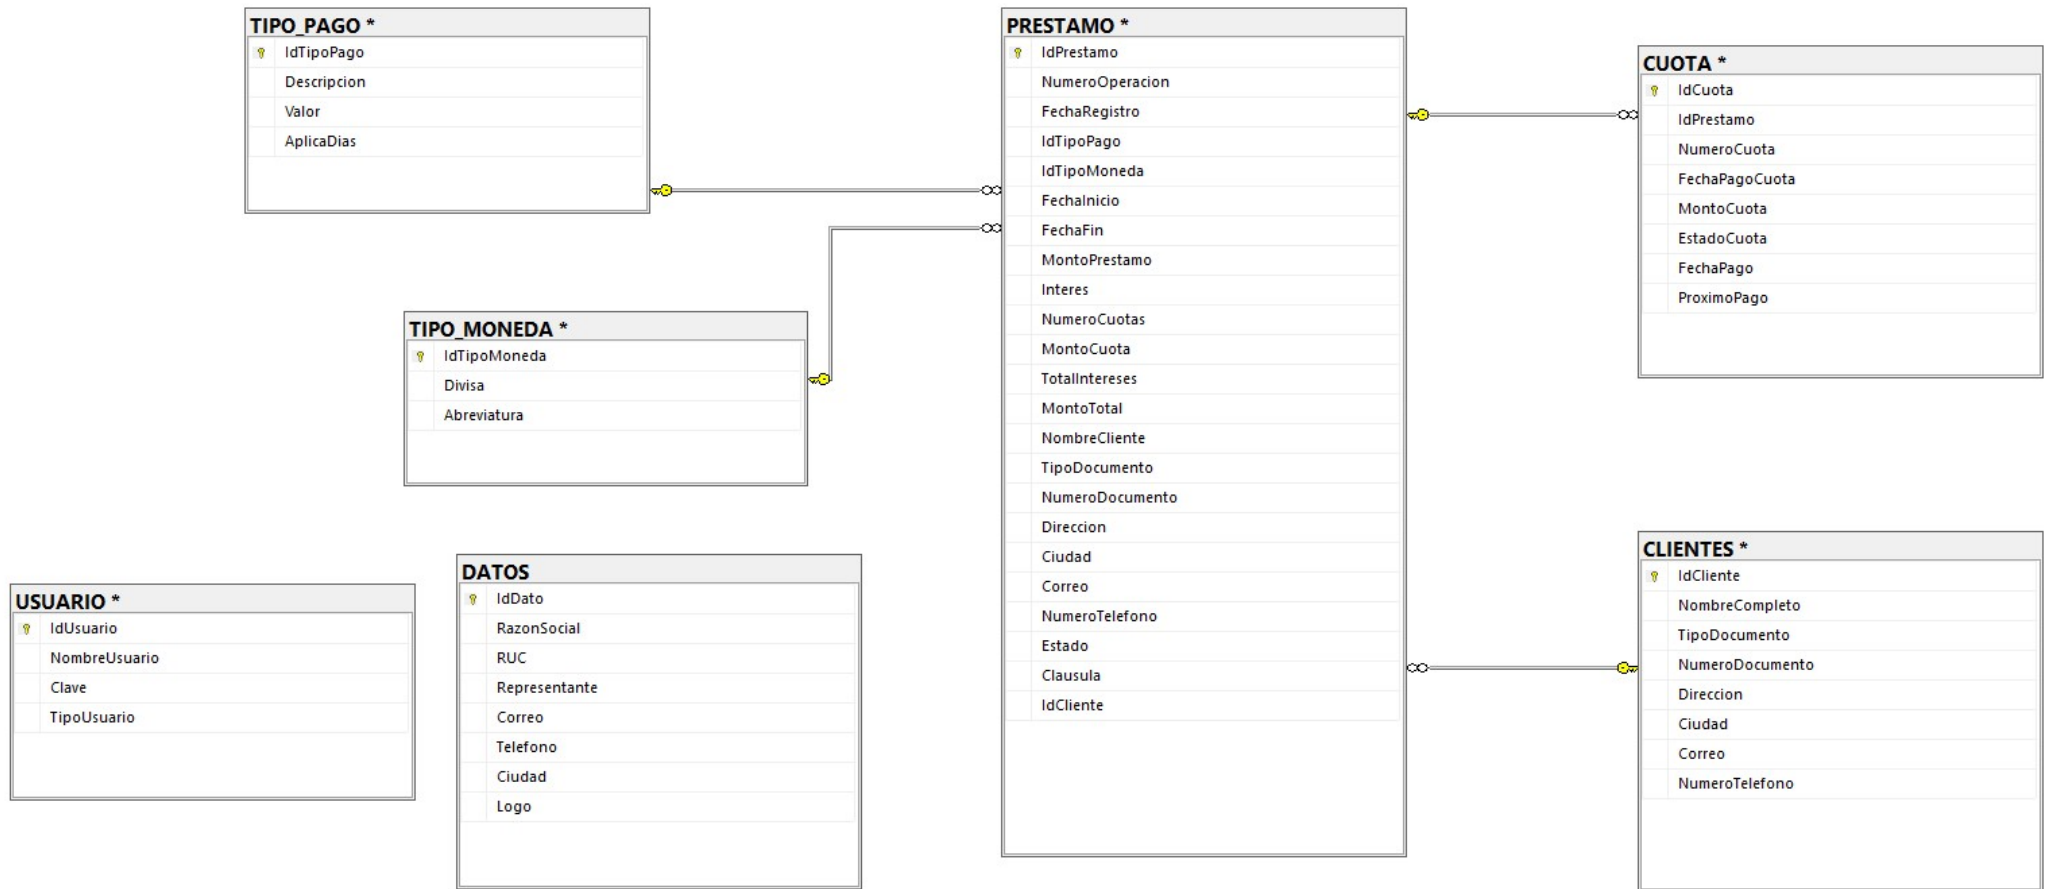 TIPO_PAGO *
IdTipoPago
Descripcion
Valor
AplicaDias
PRESTAMO *
IdPrestamo
NumeroOperacion
FechaRegistro
IdTipoPago
IdTipoMoneda
FechaInicio
FechaFin
MontoPrestamo
Interes
NumeroCuotas
MontoCuota
TotalIntereses
MontoTotal
NombreCliente
TipoDocumento
NumeroDocumento
Direccion
Ciudad
Correo
NumeroTelefono
Estado
Clausula
IdCliente
CUOTA *
IdCuota
IdPrestamo
NumeroCuota
FechaPagoCuota
MontoCuota
EstadoCuota
FechaPago
ProximoPago
TIPO_MONEDA *
IdTipoMoneda
Divisa
Abreviatura
USUARIO *
IdUsuario
NombreUsuario
Clave
TipoUsuario
DATOS
IdDato
RazonSocial
RUC
Representante
Correo
Telefono
Ciudad
Logo
CLIENTES *
IdCliente
NombreCompleto
TipoDocumento
NumeroDocumento
Direccion
Ciudad
Correo
NumeroTelefono